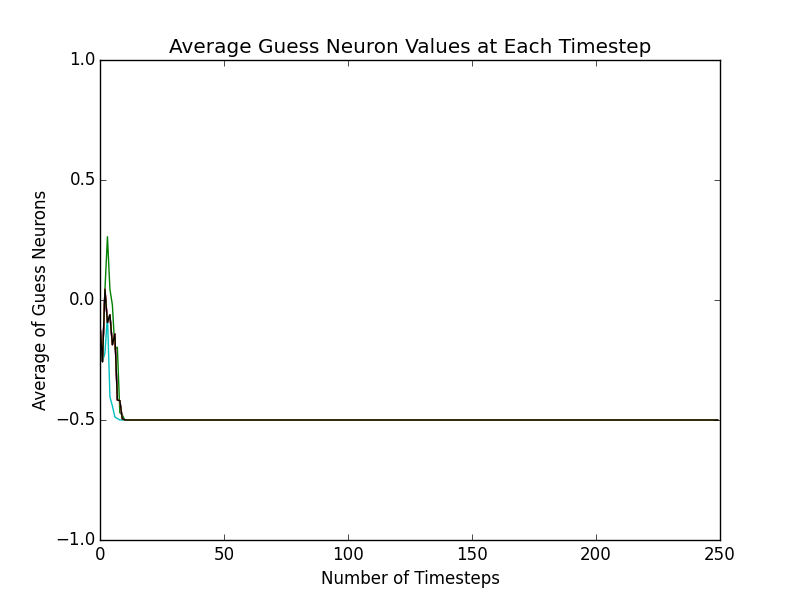 Average Guess Neuron Values at Each Timestep
1.0
0.5
0.0
−0.5
−1.0
Average of Guess Neurons
0 50 100 150 200 250
Number of Timesteps